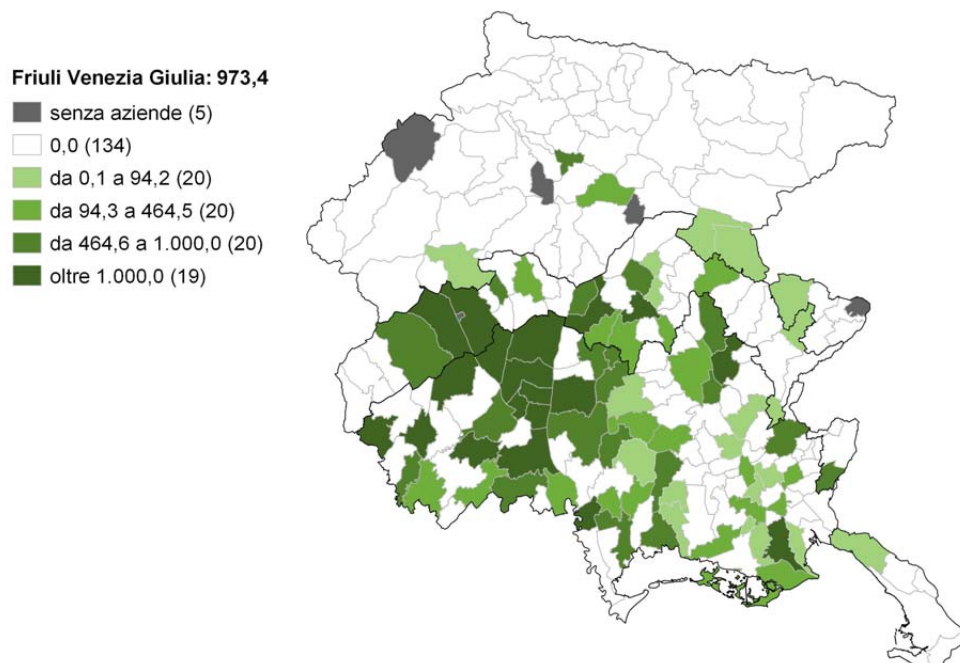 Friuli Venezia Giulia: 973,4
senza aziende (5)
0,0 (134)
da 0,1 a 94,2 (20)
da 94,3 a 464,5 (20)
da 464,6 a 1.000,0 (20)
oltre 1.000,0 (19)